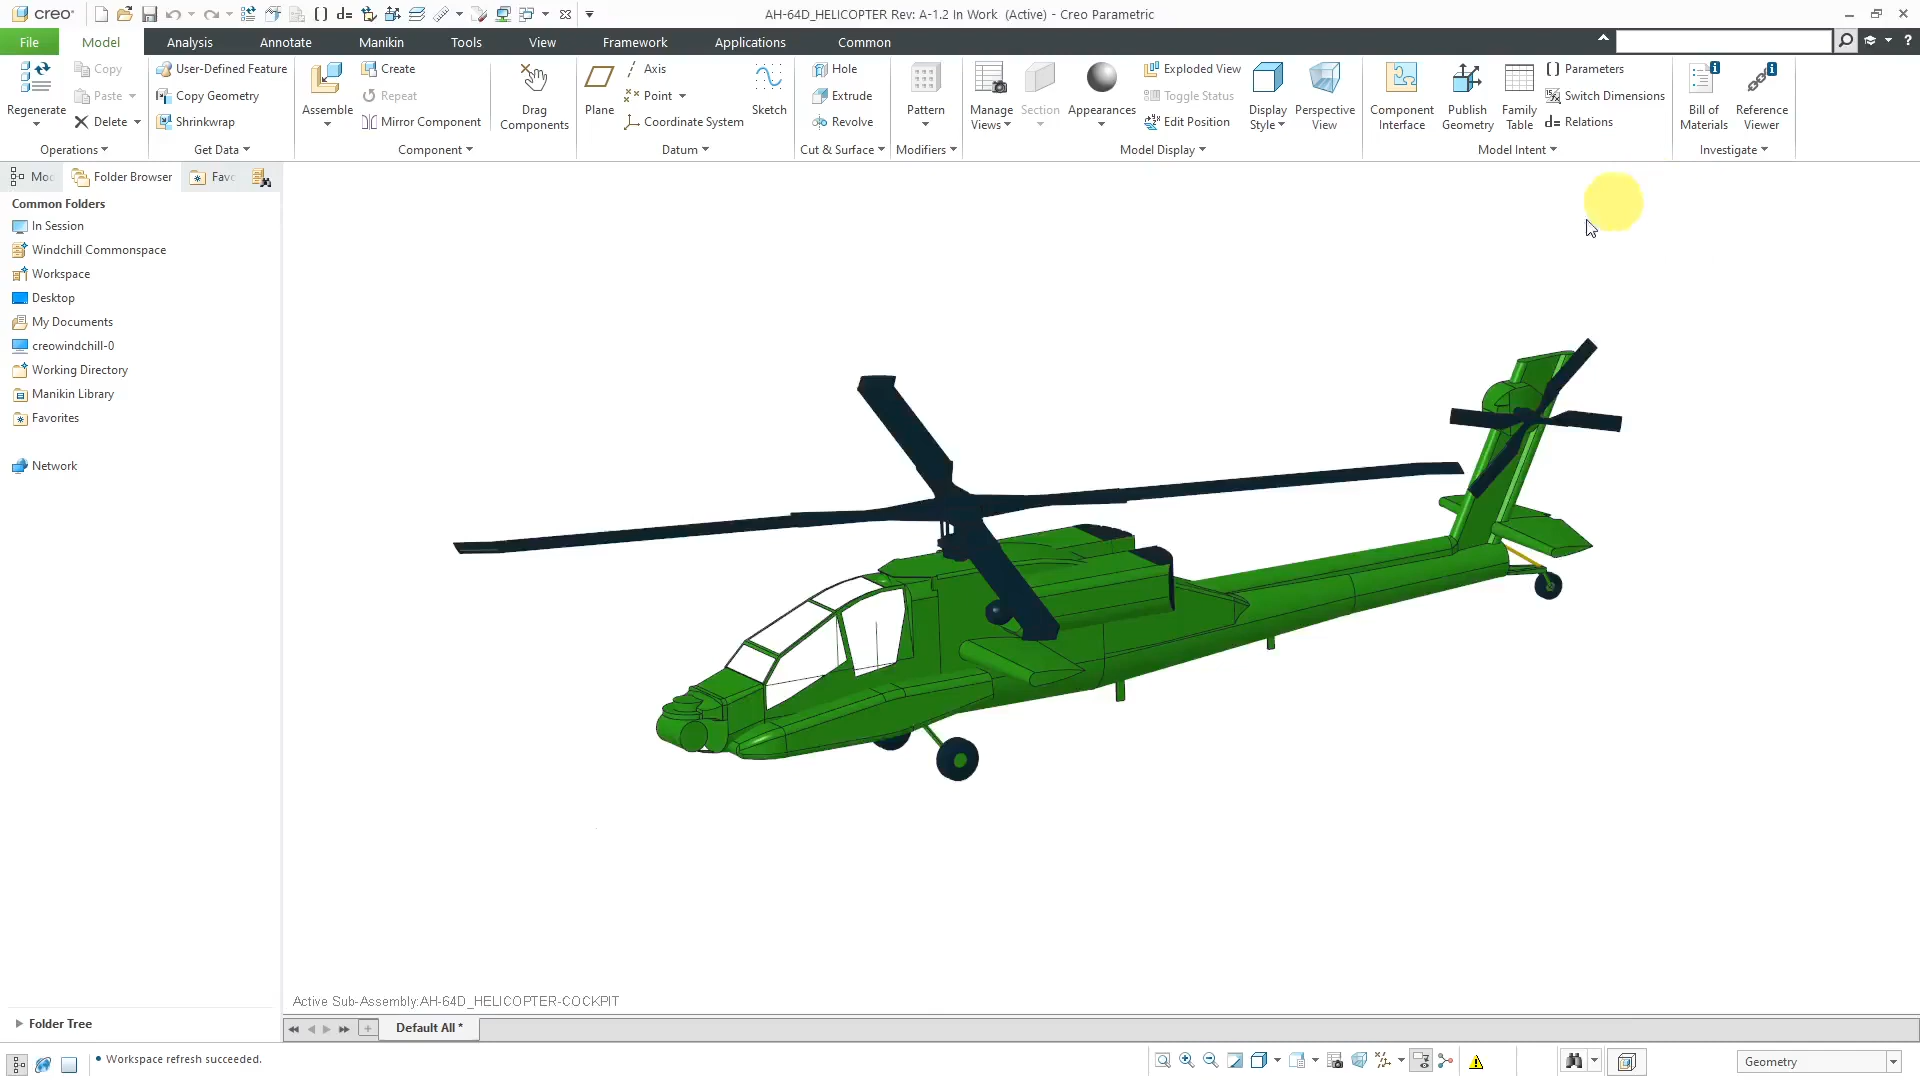 creo AH-64D_HELICOPTER Rev: A-1.2 In Work (Active) - Creo Parametric
File Model Analysis Annotate Manikin Tools View Framework Applications Common
Regenerate
Copy
Paste
Delete
Operations
User-Defined Feature
Copy Geometry
Shrinkwrap
Get Data
Assemble
Create
Repeat
Mirror Component
Drag
Components
Component
Plane
Axis
Point
Coordinate System
Sketch
Datum
Hole
Extrude
Revolve
Cut & Surface
Pattern
Modifiers
Manage
Views
Section
Appearances
Exploded View
Toggle Status
Edit Position
Display
Style
Perspective
View
Model Display
Component
Interface
Publish
Geometry
Family
Table
Parameters
Switch Dimensions
d= Relations
Model Intent
Bill of
Materials
Reference
Viewer
Investigate
Mo Folder Browser Favo
Common Folders
In Session
Windchill Commonspace
Workspace
Desktop
My Documents
creowindchill-0
Working Directory
Manikin Library
Favorites
Network
Folder Tree
Active Sub-Assembly:AH-64D_HELICOPTER-COCKPIT
Default All *
• Workspace refresh succeeded.
Geometry